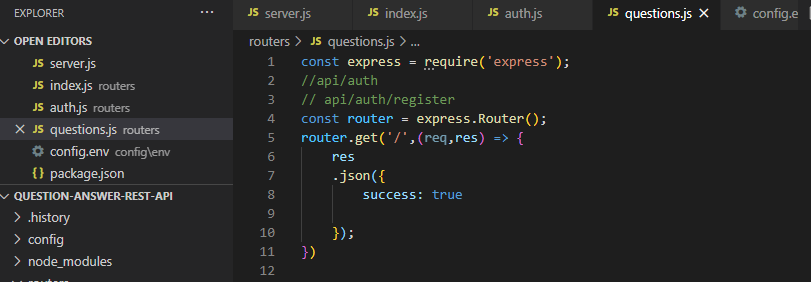 EXPLORER
...
OPEN EDITORS
JS server.js
JS index.js routers
JS auth.js routers
× JS questions.js routers
config.env config\env
{} package.json
QUESTION-ANSWER-REST-API
> .history
> config
> node_modules
JS server.js JS index.js JS auth.js JS questions.js × config.e
routers > JS questions.js > ...
1 const express = require('express');
2 //api/auth
3 // api/auth/register
4 const router = express.Router();
5 router.get('/',(req,res) => {
6 res
7 .json({
8 success: true
9
10 });
11 })
12